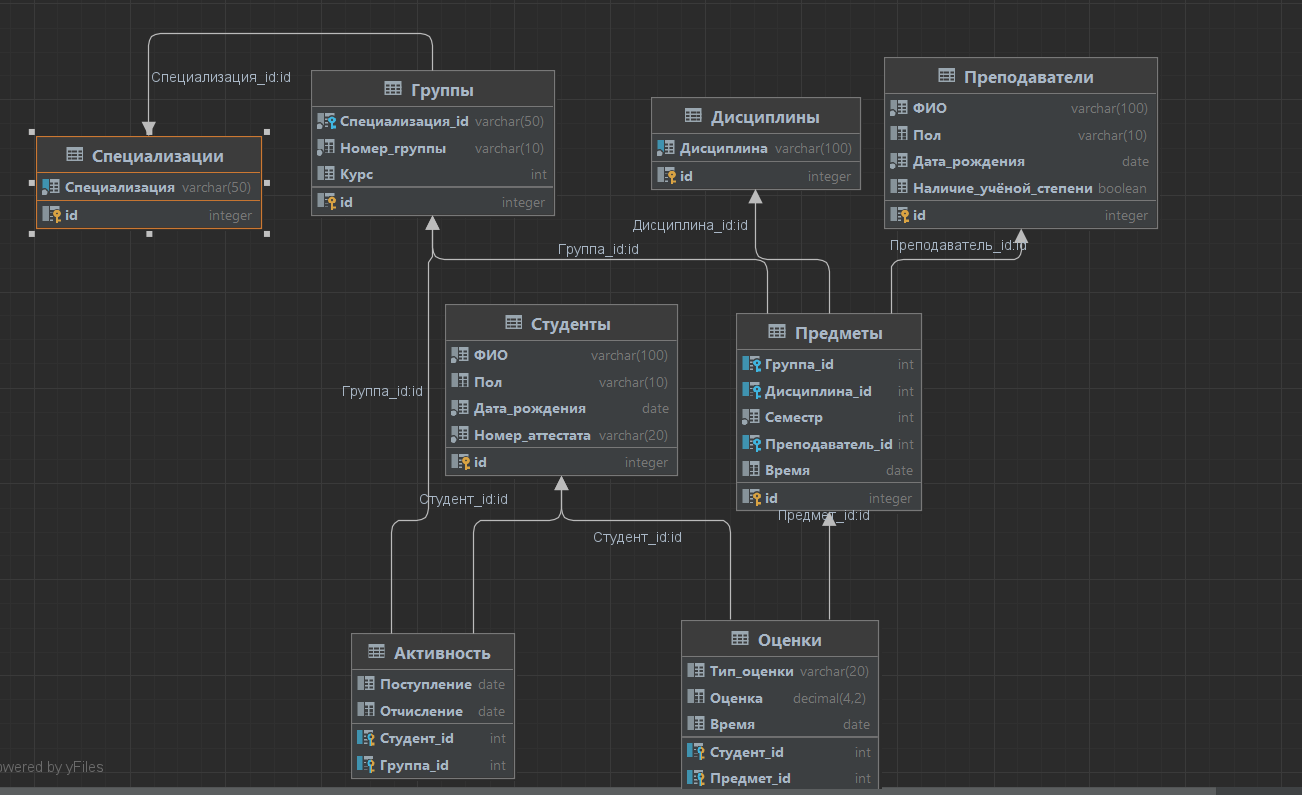 Специализация_id:id
Специализации
Специализация varchar(50)
id integer
Группы
Специализация_id varchar(50)
Номер_группы varchar(10)
Курс int
id integer
Дисциплины
Дисциплина varchar(100)
id integer
Преподаватели
ФИО varchar(100)
Пол varchar(10)
Дата_рождения date
Наличие_учёной_степени boolean
id integer
Дисциплина_id:id
Группа_id:id
Преподаватель_id:id
Студенты
ФИО varchar(100)
Пол varchar(10)
Дата_рождения date
Номер_аттестата varchar(20)
id integer
Предметы
Группа_id int
Дисциплина_id int
Семестр int
Преподаватель_id int
Время date
id integer
Группа_id:id
Студент_id:id
Студент_id:id
Предмет_id:id
Активность
Поступление date
Отчисление date
Студент_id int
Группа_id int
Оценки
Тип_оценки varchar(20)
Оценка decimal(4,2)
Время date
Студент_id int
Предмет_id int
owered by yFiles